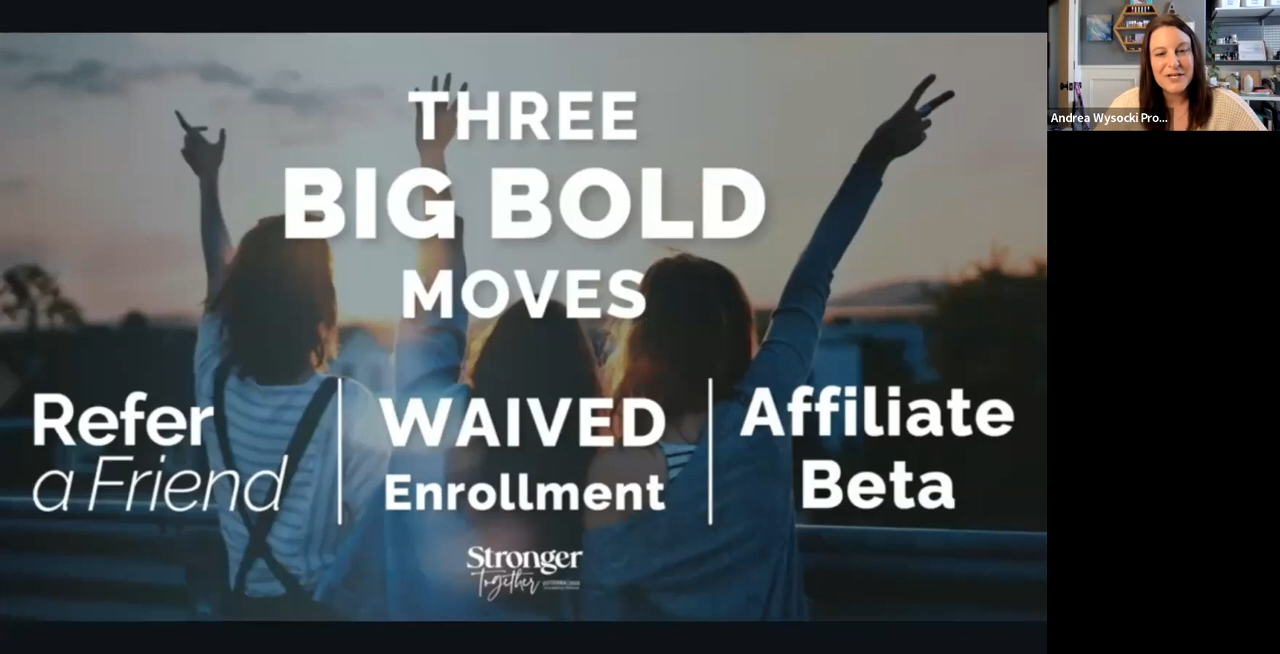 THREE
BIG BOLD
MOVES
Refer
a Friend
WAIVED
Enrollment
Affiliate
Beta
Stronger
Together
Andrea Wysocki Pro...